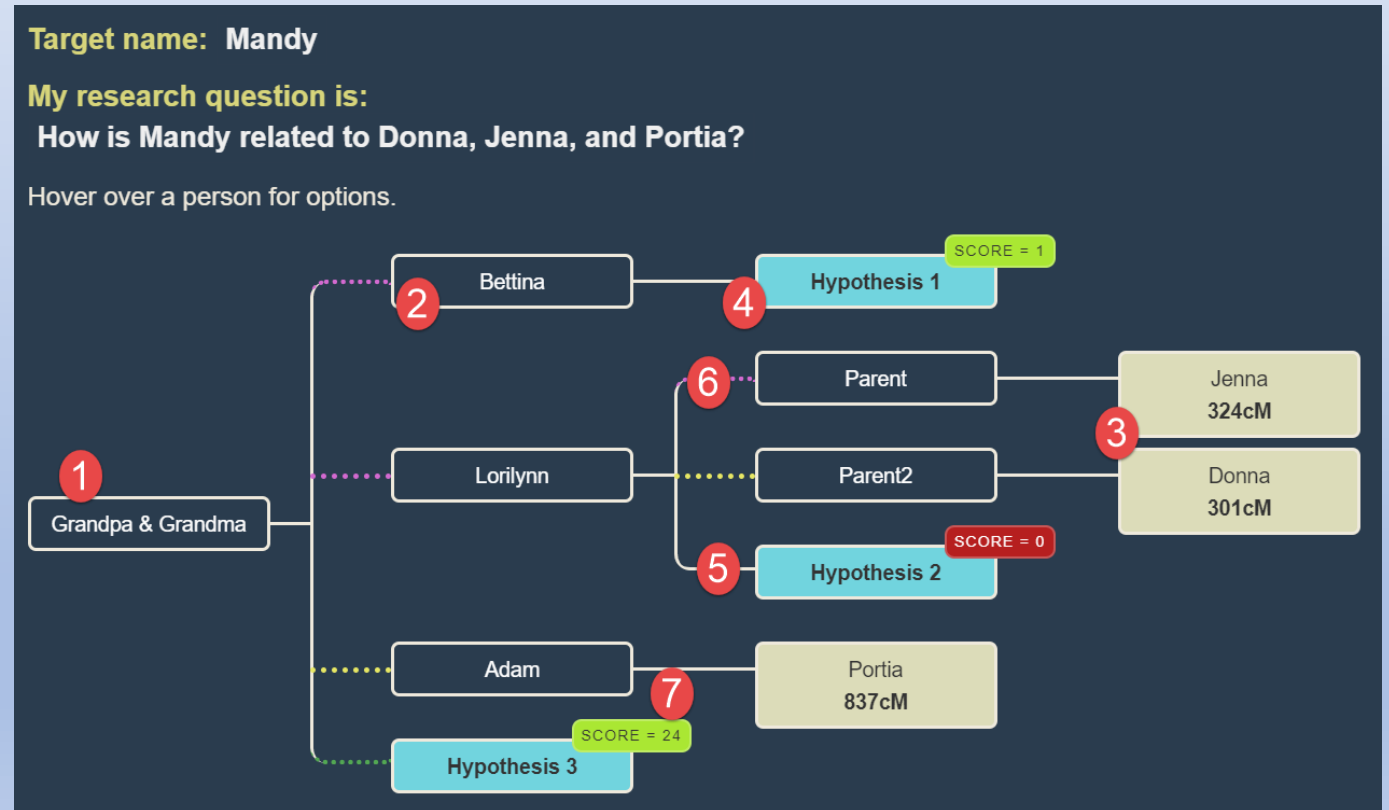 Target name: Mandy
My research question is:
How is Mandy related to Donna, Jenna, and Portia?
Hover over a person for options.
SCORE = 1
Bettina
Hypothesis 1
2
4
6
Parent
Jenna
324cM
3
1
Lorilynn
Parent2
Donna
301cM
Grandpa & Grandma
SCORE = 0
5
Hypothesis 2
Adam
Portia
837cM
7
SCORE = 24
Hypothesis 3